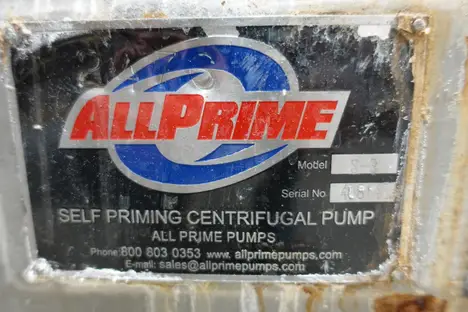 ALLPRIME
Model
Serial No
SELF PRIMING CENTRIFUGAL PUMP
ALL PRIME PUMPS
Phone:800 803 0353 www.allprimepumps.com
E-mail: sales@allprimepumps.com